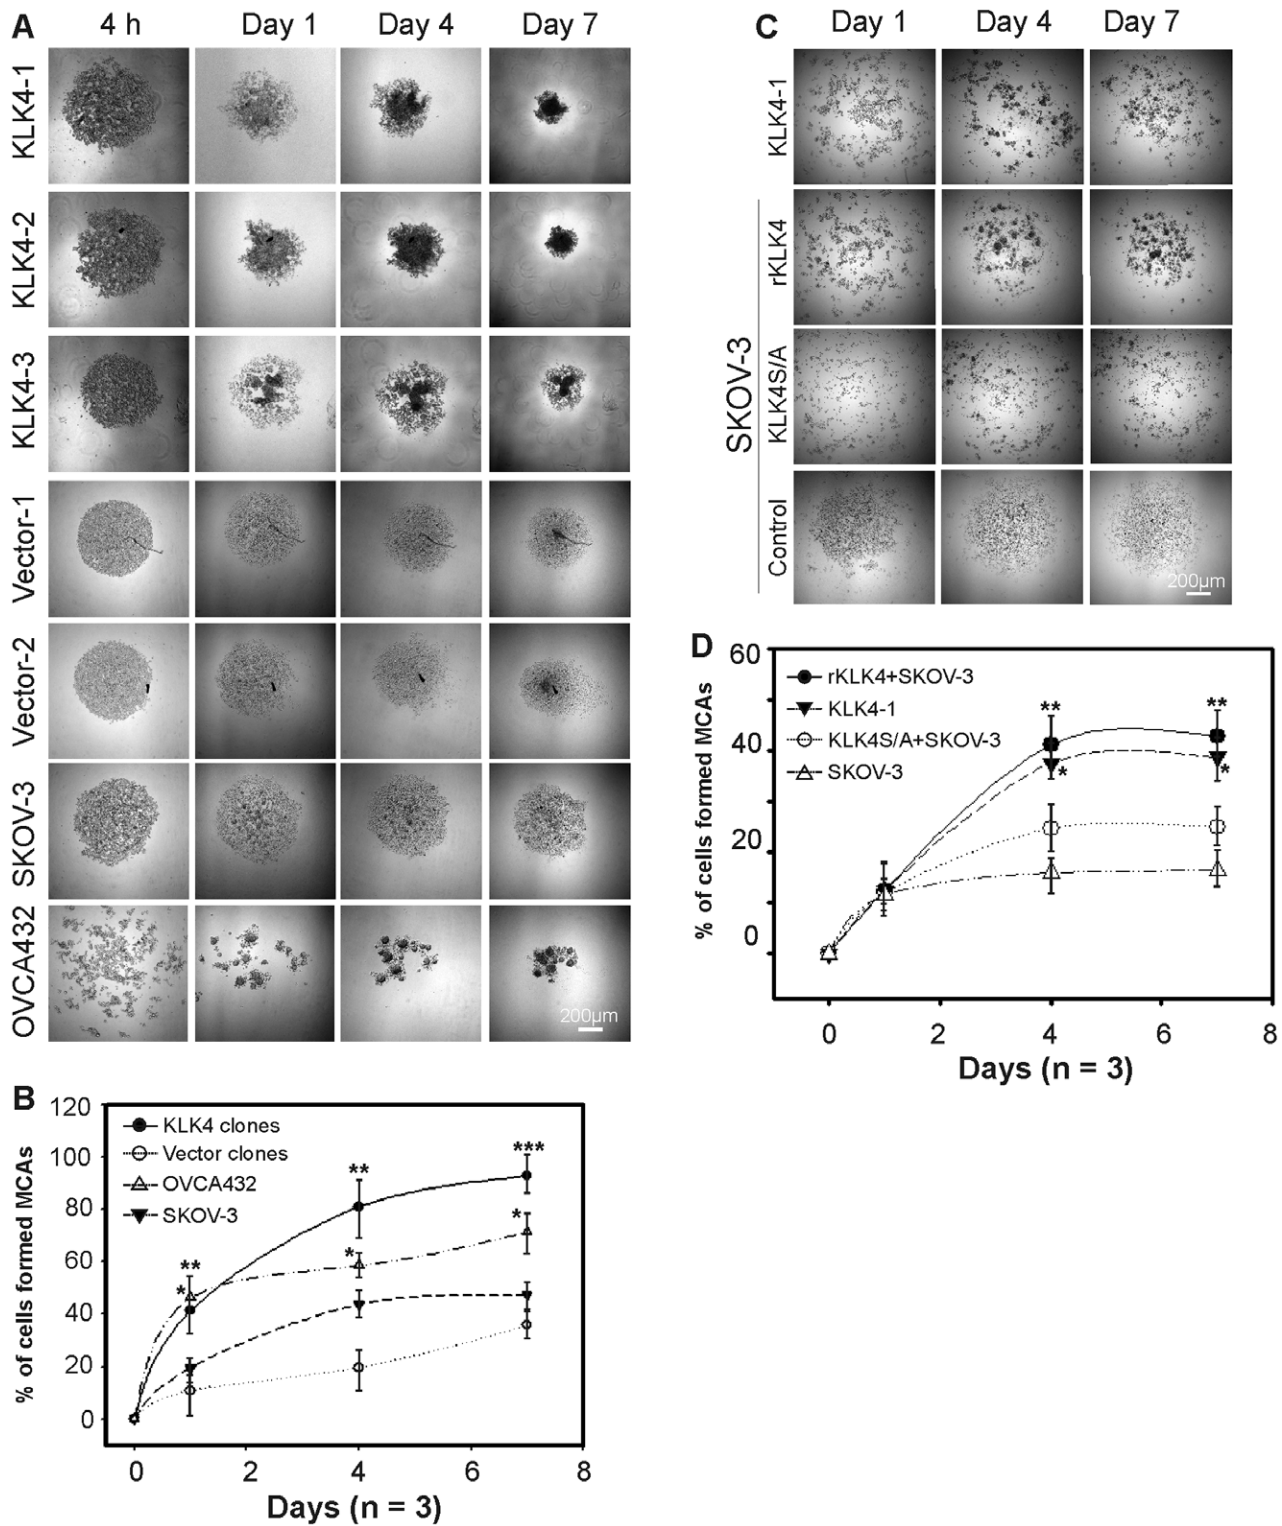 A
4 h Day 1 Day 4 Day 7
KLK4-1
KLK4-2
KLK4-3
Vector-1
Vector-2
SKOV-3
OVCA432
200µm
B
120
100
80
60
40
20
0
% of cells formed MCAs
KLK4 clones
Vector clones
OVCA432
SKOV-3
*
**
*
**
*
***
0 2 4 6 8
Days (n = 3)
C
Day 1 Day 4 Day 7
KLK4-1
SKOV-3
rKLK4
KLK4S/A
Control
200µm
D
60
40
20
0
% of cells formed MCAs
rKLK4+SKOV-3
KLK4-1
KLK4S/A+SKOV-3
SKOV-3
**
*
**
*
0 2 4 6 8
Days (n = 3)